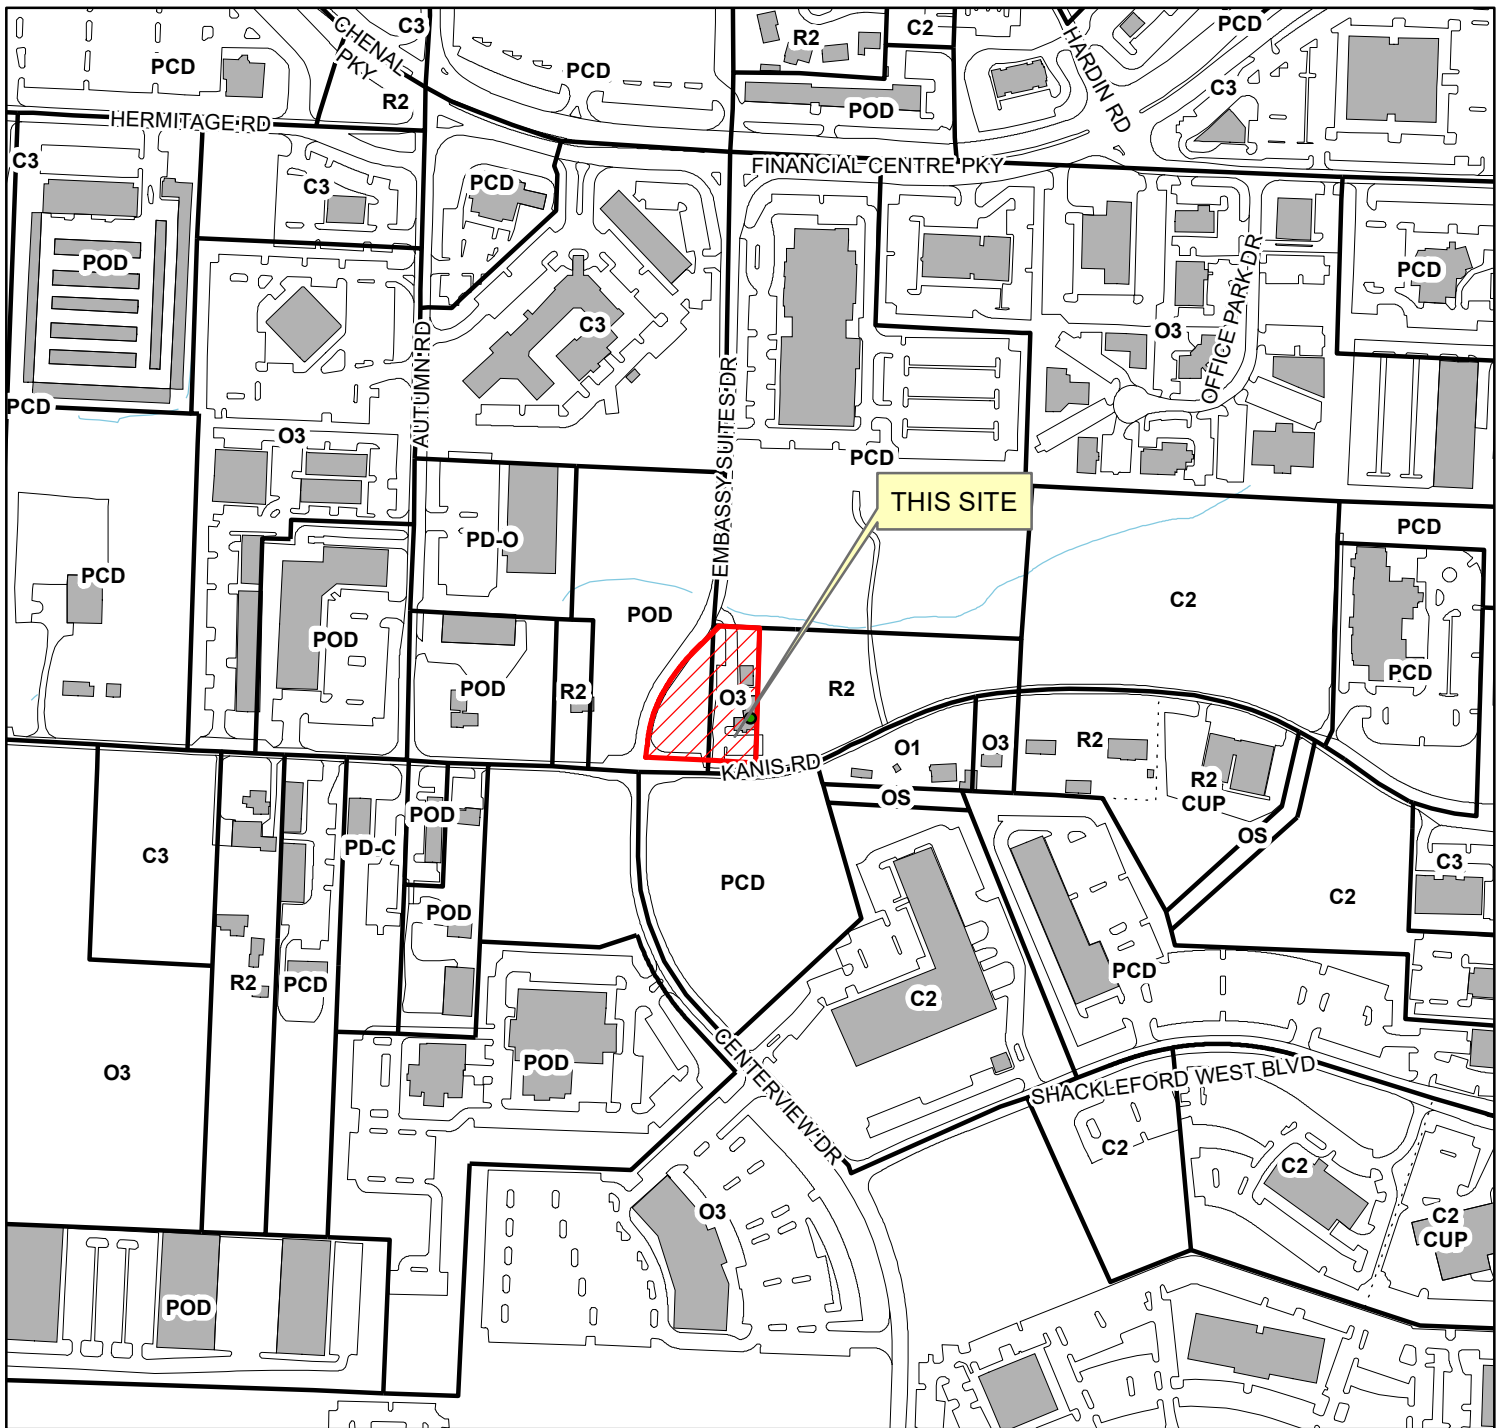 C3
C2
PCD
CHENAL
PKY
R2
HARDIN RD
PCD
PCD
R2
POD
C3
HERMITAGE RD
C3
C3
PCD
FINANCIAL CENTRE PKY
POD
C3
AUTUMN RD
EMBASSY SUITES DR
O3
OFFICE PARK DR
PCD
PCD
O3
PCD
THIS SITE
PCD
PD-O
PCD
POD
C2
POD
POD
R2
O3
R2
PCD
KANIS RD
O1
O3
R2
R2
CUP
OS
OS
C3
PD-C
POD
PCD
C3
C2
POD
R2
PCD
C2
PCD
O3
POD
CENTERVIEW DR
SHACKLEFORD WEST BLVD
C2
C2
O3
C2
CUP
POD